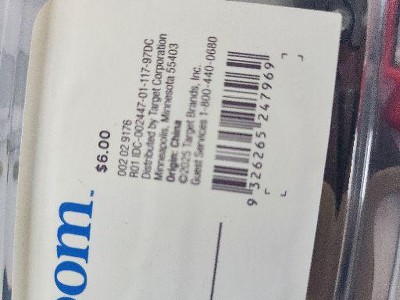 $6.00
002 02 9176
R01 IDC-002447-01-117-97DC
Distributed by Target Corporation
Minneapolis, Minnesota 55403
Origin: China
©2025 Target Brands, Inc.
Guest Services 1-800-440-0680
9 326265 247969
oom.